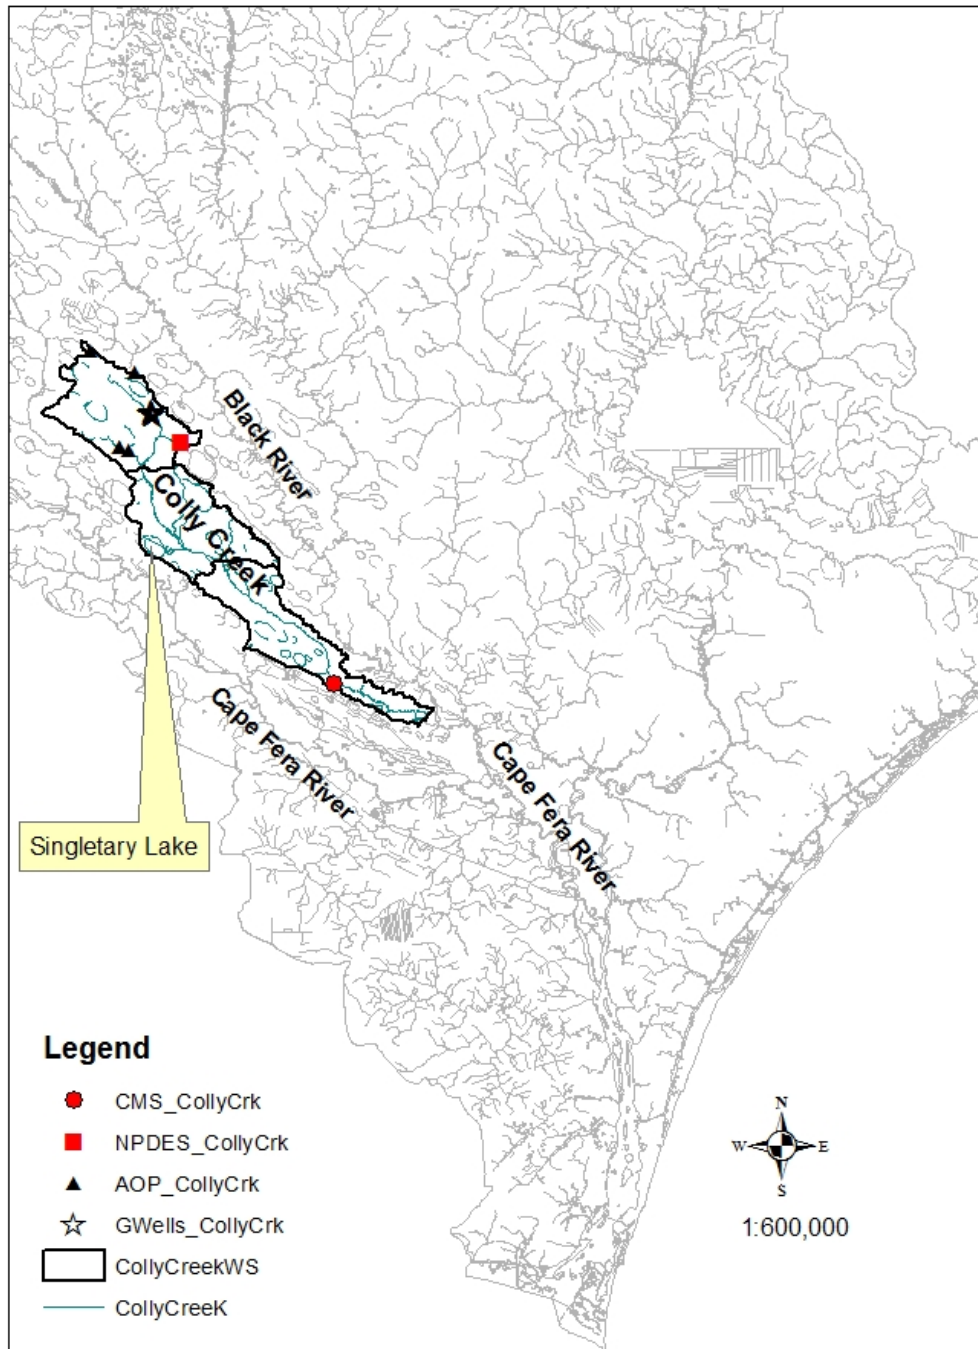 Black River
Colly Creek
Cape Fera River
Cape Fera River
Singletary Lake
Legend
CMS_CollyCrk
NPDES_CollyCrk
AOP_CollyCrk
GWells_CollyCrk
CollyCreekWS
CollyCreeK
N
W E
S
1:600,000